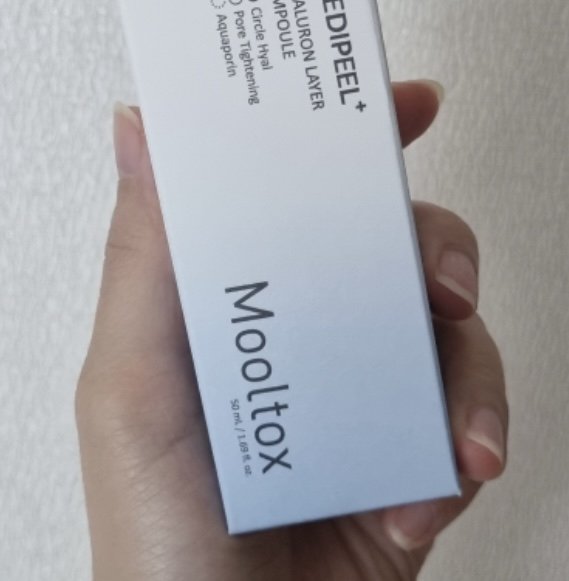 EDIPEEL+
ALURON LAYER
MPOULE
Circle Hyal
Pore Tightening
Aquaporin
Mooltox
50 mL / 1.69 fl. oz.